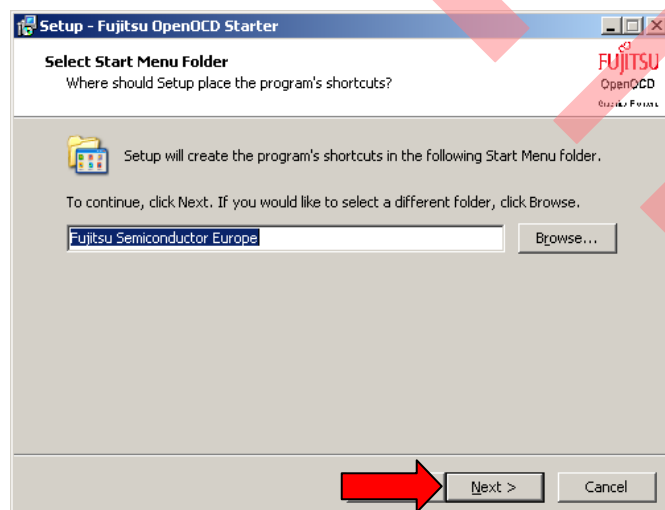 Setup - Fujitsu OpenOCD Starter
Select Start Menu Folder
Where should Setup place the program's shortcuts?
FUJITSU
OpenOCD
Setup will create the program's shortcuts in the following Start Menu folder.
To continue, click Next. If you would like to select a different folder, click Browse.
Fujitsu Semiconductor Europe
Browse...
Next >
Cancel